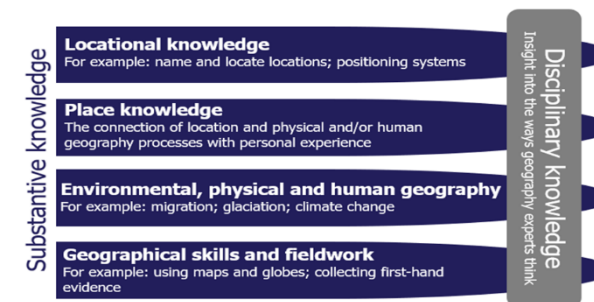 Substantive knowledge
Locational knowledge
For example: name and locate locations; positioning systems
Place knowledge
The connection of location and physical and/or human
geography processes with personal experience
Environmental, physical and human geography
For example: migration; glaciation; climate change
Geographical skills and fieldwork
For example: using maps and globes; collecting first-hand
evidence
Disciplinary knowledge
Insight into the ways geography experts think